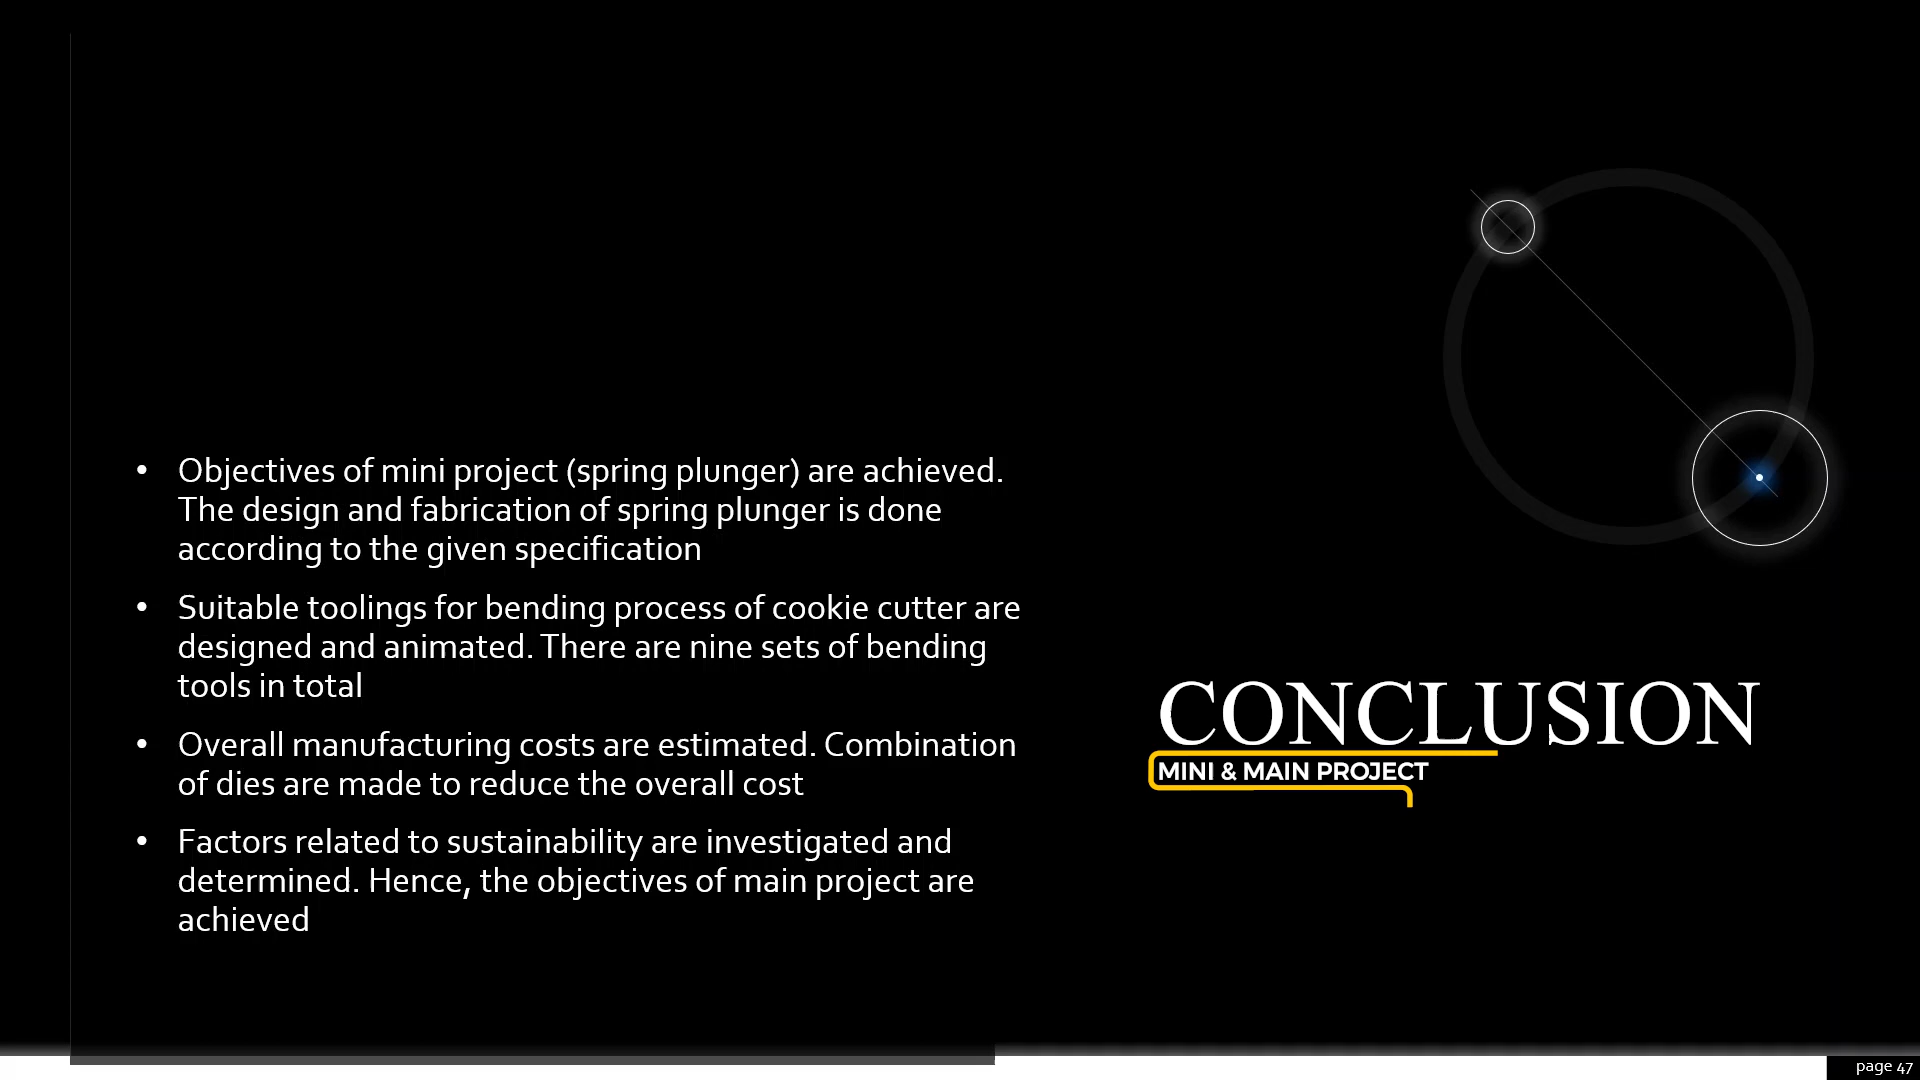 • Objectives of mini project (spring plunger) are achieved.
The design and fabrication of spring plunger is done
according to the given specification
• Suitable toolings for bending process of cookie cutter are
designed and animated. There are nine sets of bending
tools in total
• Overall manufacturing costs are estimated. Combination
of dies are made to reduce the overall cost
• Factors related to sustainability are investigated and
determined. Hence, the objectives of main project are
achieved
CONCLUSION
MINI & MAIN PROJECT
page 47